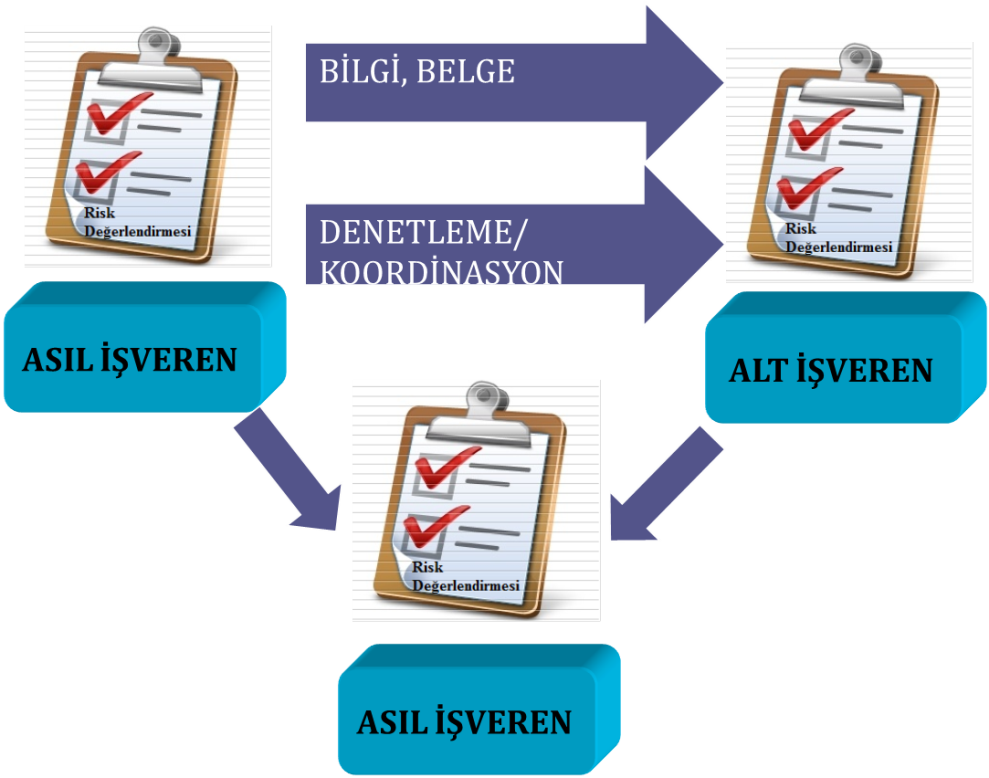 BİLGİ, BELGE
Risk
Değerlendirmesi
DENETLEME/
KOORDİNASYON
Risk
Değerlendirmesi
ASIL İŞVEREN
ALT İŞVEREN
Risk
Değerlendirmesi
ASIL İŞVEREN